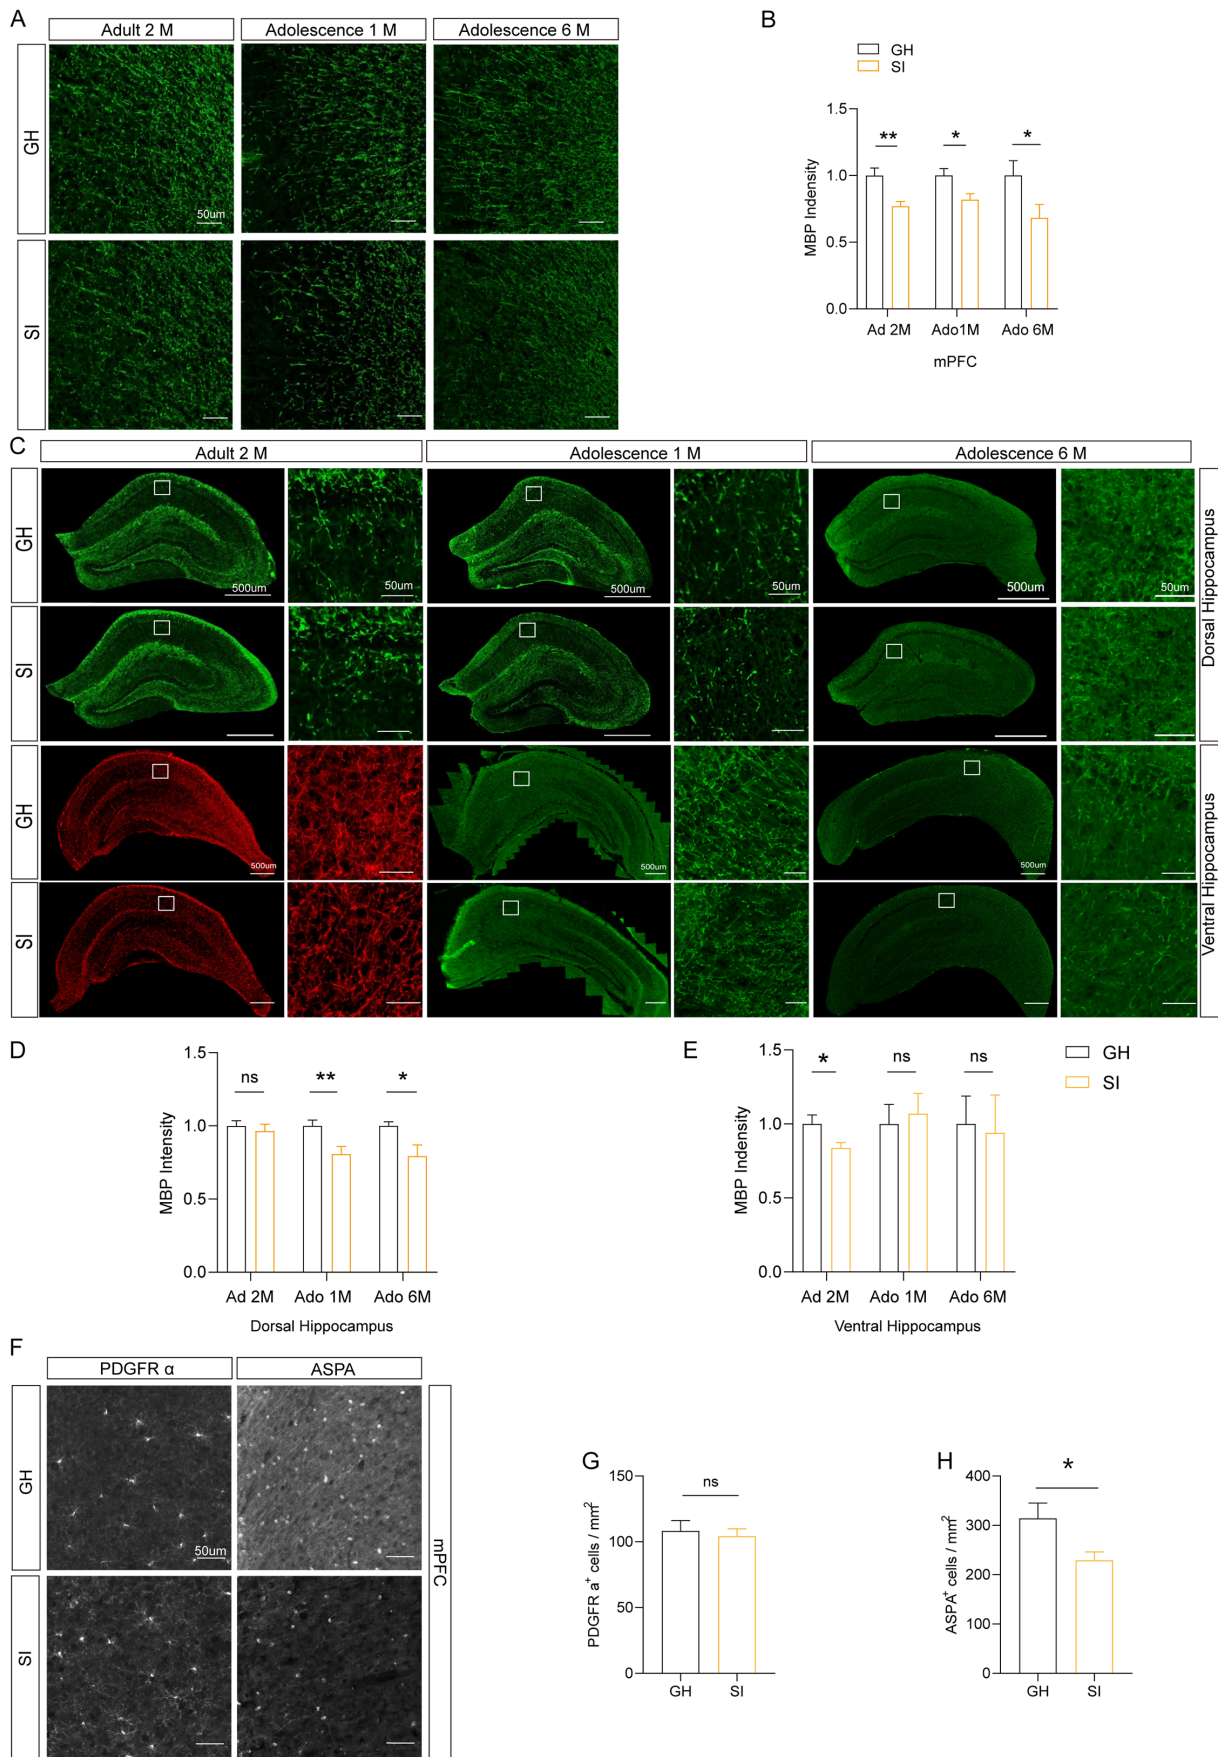 A
Adult 2 M
Adolescence 1 M
Adolescence 6 M
GH
50um
SI
B
GH
SI
1.5
1.0
0.5
0.0
MBP Indensity
**
*
*
Ad 2M
Ado1M
Ado 6M
mPFC
C
Adult 2 M
Adolescence 1 M
Adolescence 6 M
GH
500um
50um
500um
50um
500um
50um
Dorsal Hippocampus
SI
GH
500um
500um
500um
Ventral Hippocampus
SI
D
1.5
1.0
0.5
0.0
MBP Intensity
ns
**
*
Ad 2M
Ado 1M
Ado 6M
Dorsal Hippocampus
E
1.5
1.0
0.5
0.0
MBP Indensity
*
ns
ns
GH
SI
Ad 2M
Ado 1M
Ado 6M
Ventral Hippocampus
F
PDGFR α
ASPA
GH
50um
SI
mPFC
G
150
100
50
0
PDGFR a⁺ cells / mm²
ns
GH
SI
H
400
300
200
100
0
ASPA⁺ cells / mm²
*
GH
SI